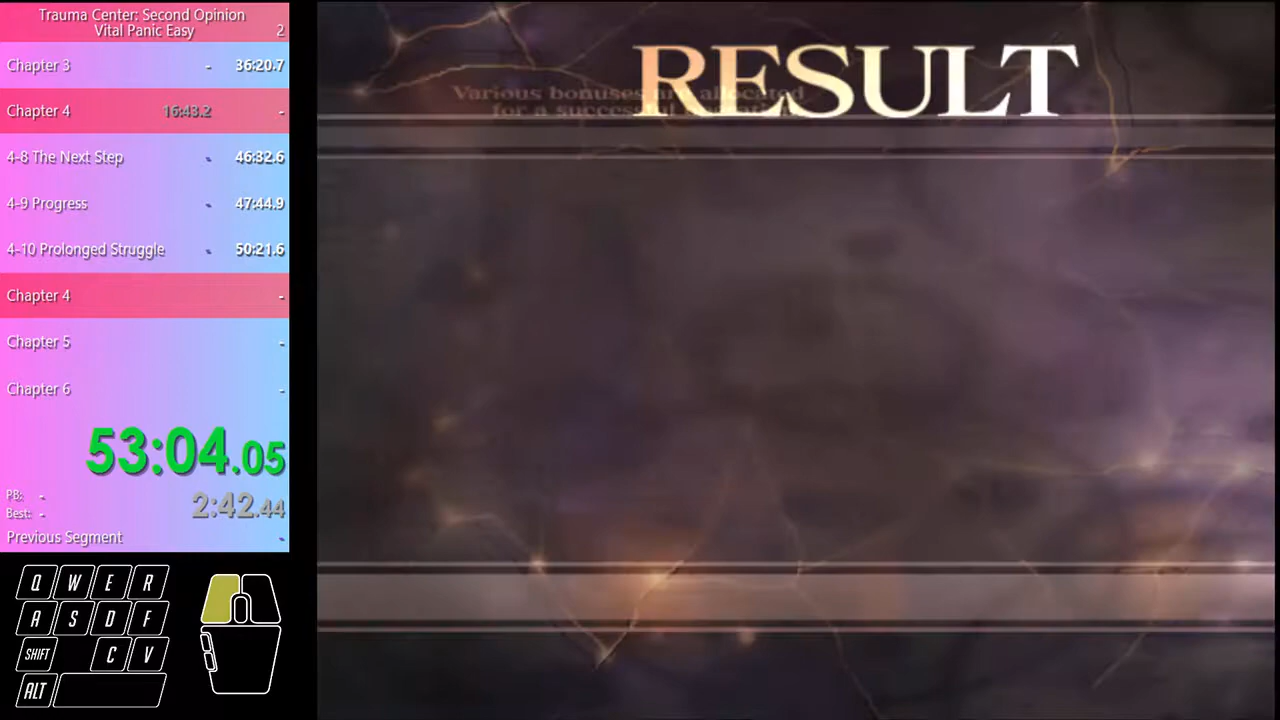 Trauma Center: Second Opinion
Vital Panic Easy 2
Chapter 3 - 36:20.7
Chapter 4 16:43.2 -
4-8 The Next Step - 46:32.6
4-9 Progress - 47:44.9
4-10 Prolonged Struggle - 50:21.6
Chapter 4 -
Chapter 5 -
Chapter 6 -
53:04.05
PB: -
Best: -
2:42.44
Previous Segment -
Q W E R
A S D F
SHIFT C V
ALT
RESULT
Various bonuses are allocated
for a successful